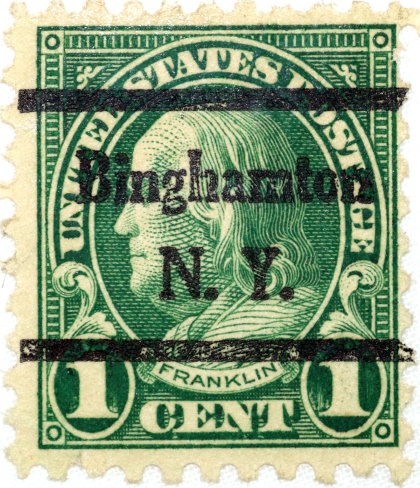 UNITED STATES POSTAGE
Binghamton
N. Y.
FRANKLIN
1 CENT 1